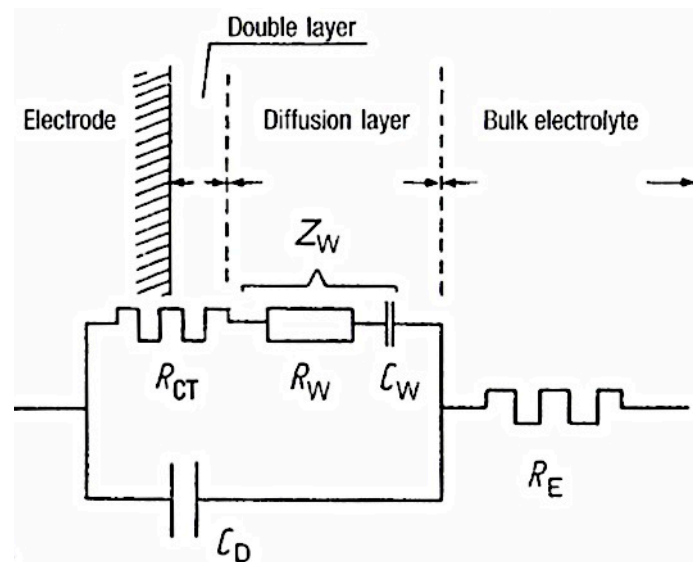 Double layer
Electrode
Diffusion layer
Bulk electrolyte
Z_W
R_CT
R_W
C_W
R_E
C_D